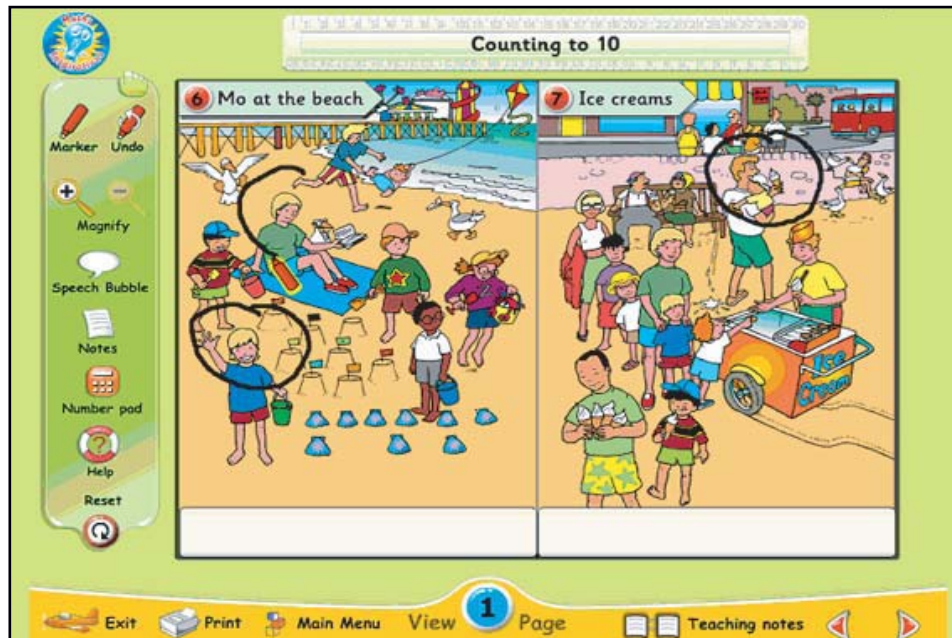 Counting to 10
6 Mo at the beach
7 Ice creams
Marker Undo
Magnify
Speech Bubble
Notes
Number pad
Help
Reset
Ice
Cream
Exit
Print
Main Menu
View 1 Page
Teaching notes